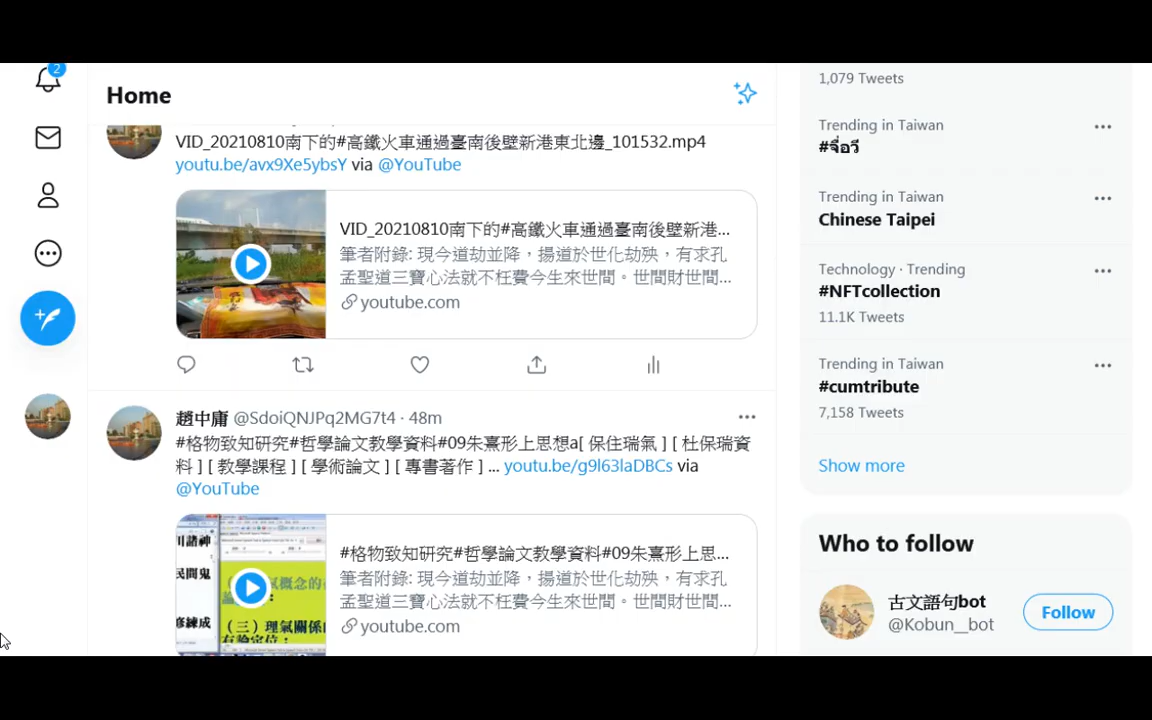 2
Home
VID_20210810南下的#高鐵火車通過臺南後壁新港東北邊_101532.mp4
youtu.be/avx9Xe5ybsY via @YouTube
VID_20210810南下的#高鐵火車通過臺南後壁新港...
筆者附錄: 現今道劫並降，揚道於世化劫殃，有求孔
孟聖道三寶心法就不枉費今生來世間。世間財世間...
youtube.com
趙中庸 @SdoiQNJPq2MG7t4 · 48m
#格物致知研究#哲學論文教學資料#09朱熹形上思想a[ 保住瑞氣 ] [ 杜保瑞資
料 ] [ 教學課程 ] [ 學術論文 ] [ 專書著作 ] ... youtu.be/g9l63laDBCs via
@YouTube
民間鬼
修練成
（三）理氣關係
#格物致知研究#哲學論文教學資料#09朱熹形上思...
筆者附錄: 現今道劫並降，揚道於世化劫殃，有求孔
孟聖道三寶心法就不枉費今生來世間。世間財世間...
youtube.com
1,079 Tweets
Trending in Taiwan
#จื่อวี
Trending in Taiwan
Chinese Taipei
Technology · Trending
#NFTcollection
11.1K Tweets
Trending in Taiwan
#cumtribute
7,158 Tweets
Show more
Who to follow
古文語句bot
@Kobun__bot
Follow